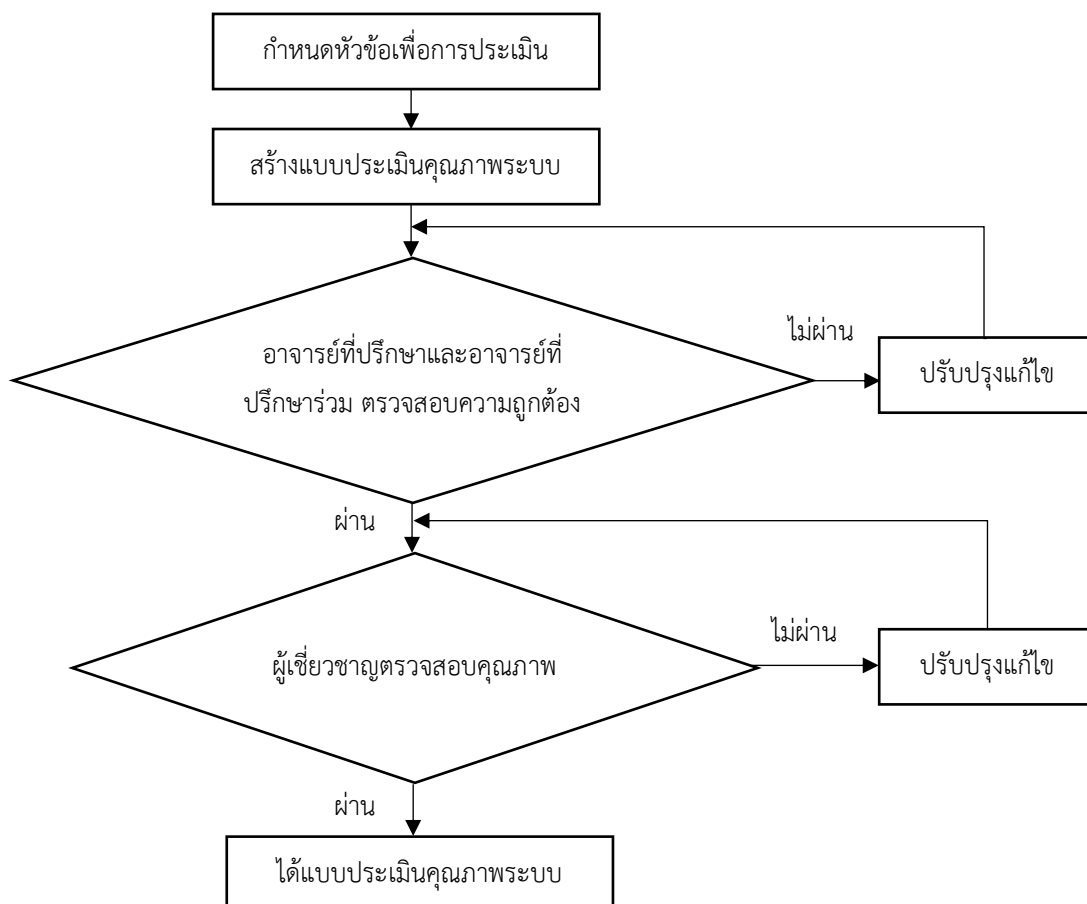 กำหนดหัวข้อเพื่อการประเมิน
สร้างแบบประเมินคุณภาพระบบ
อาจารย์ที่ปรึกษาและอาจารย์ที่
ปรึกษาร่วม ตรวจสอบความถูกต้อง
ไม่ผ่าน
ปรับปรุงแก้ไข
ผ่าน
ผู้เชี่ยวชาญตรวจสอบคุณภาพ
ไม่ผ่าน
ปรับปรุงแก้ไข
ผ่าน
ได้แบบประเมินคุณภาพระบบ